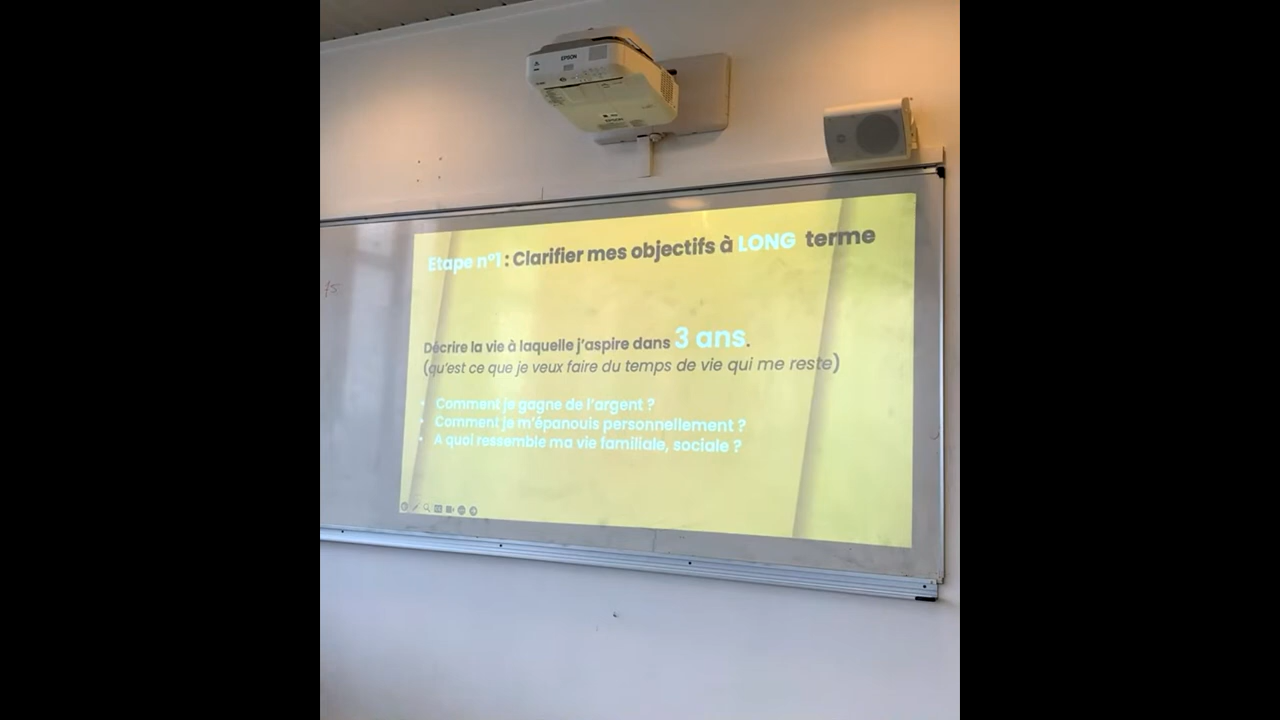 EPSON
EPSON
Etape n°1 : Clarifier mes objectifs à LONG terme
Décrire la vie à laquelle j'aspire dans 3 ans.
(qu'est ce que je veux faire du temps de vie qui me reste)
• Comment je gagne de l'argent ?
• Comment je m'épanouis personnellement ?
• A quoi ressemble ma vie familiale, sociale ?